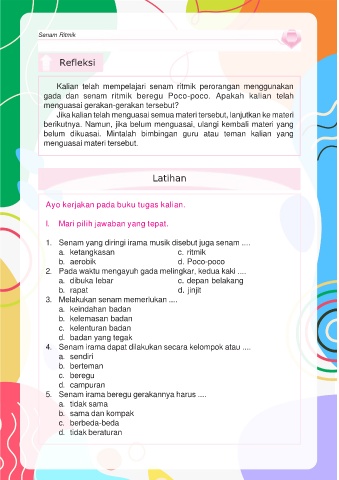 Senam Ritmik
Refleksi
Kalian telah mempelajari senam ritmik perorangan menggunakan
gada dan senam ritmik beregu Poco-poco. Apakah kalian telah
menguasai gerakan-gerakan tersebut?
Jika kalian telah menguasai semua materi tersebut, lanjutkan ke materi
berikutnya. Namun, jika belum menguasai, ulangi kembali materi yang
belum dikuasai. Mintalah bimbingan guru atau teman kalian yang
menguasai materi tersebut.
Latihan
Ayo kerjakan pada buku tugas kalian.
I. Mari pilih jawaban yang tepat.
1. Senam yang diringi irama musik disebut juga senam ....
a. ketangkasan c. ritmik
b. aerobik d. Poco-poco
2. Pada waktu mengayuh gada melingkar, kedua kaki ....
a. dibuka lebar c. depan belakang
b. rapat d. jinjit
3. Melakukan senam memerlukan ....
a. keindahan badan
b. kelemasan badan
c. kelenturan badan
d. badan yang tegak
4. Senam irama dapat dilakukan secara kelompok atau ....
a. sendiri
b. berteman
c. beregu
d. campuran
5. Senam irama beregu gerakannya harus ....
a. tidak sama
b. sama dan kompak
c. berbeda-beda
d. tidak beraturan